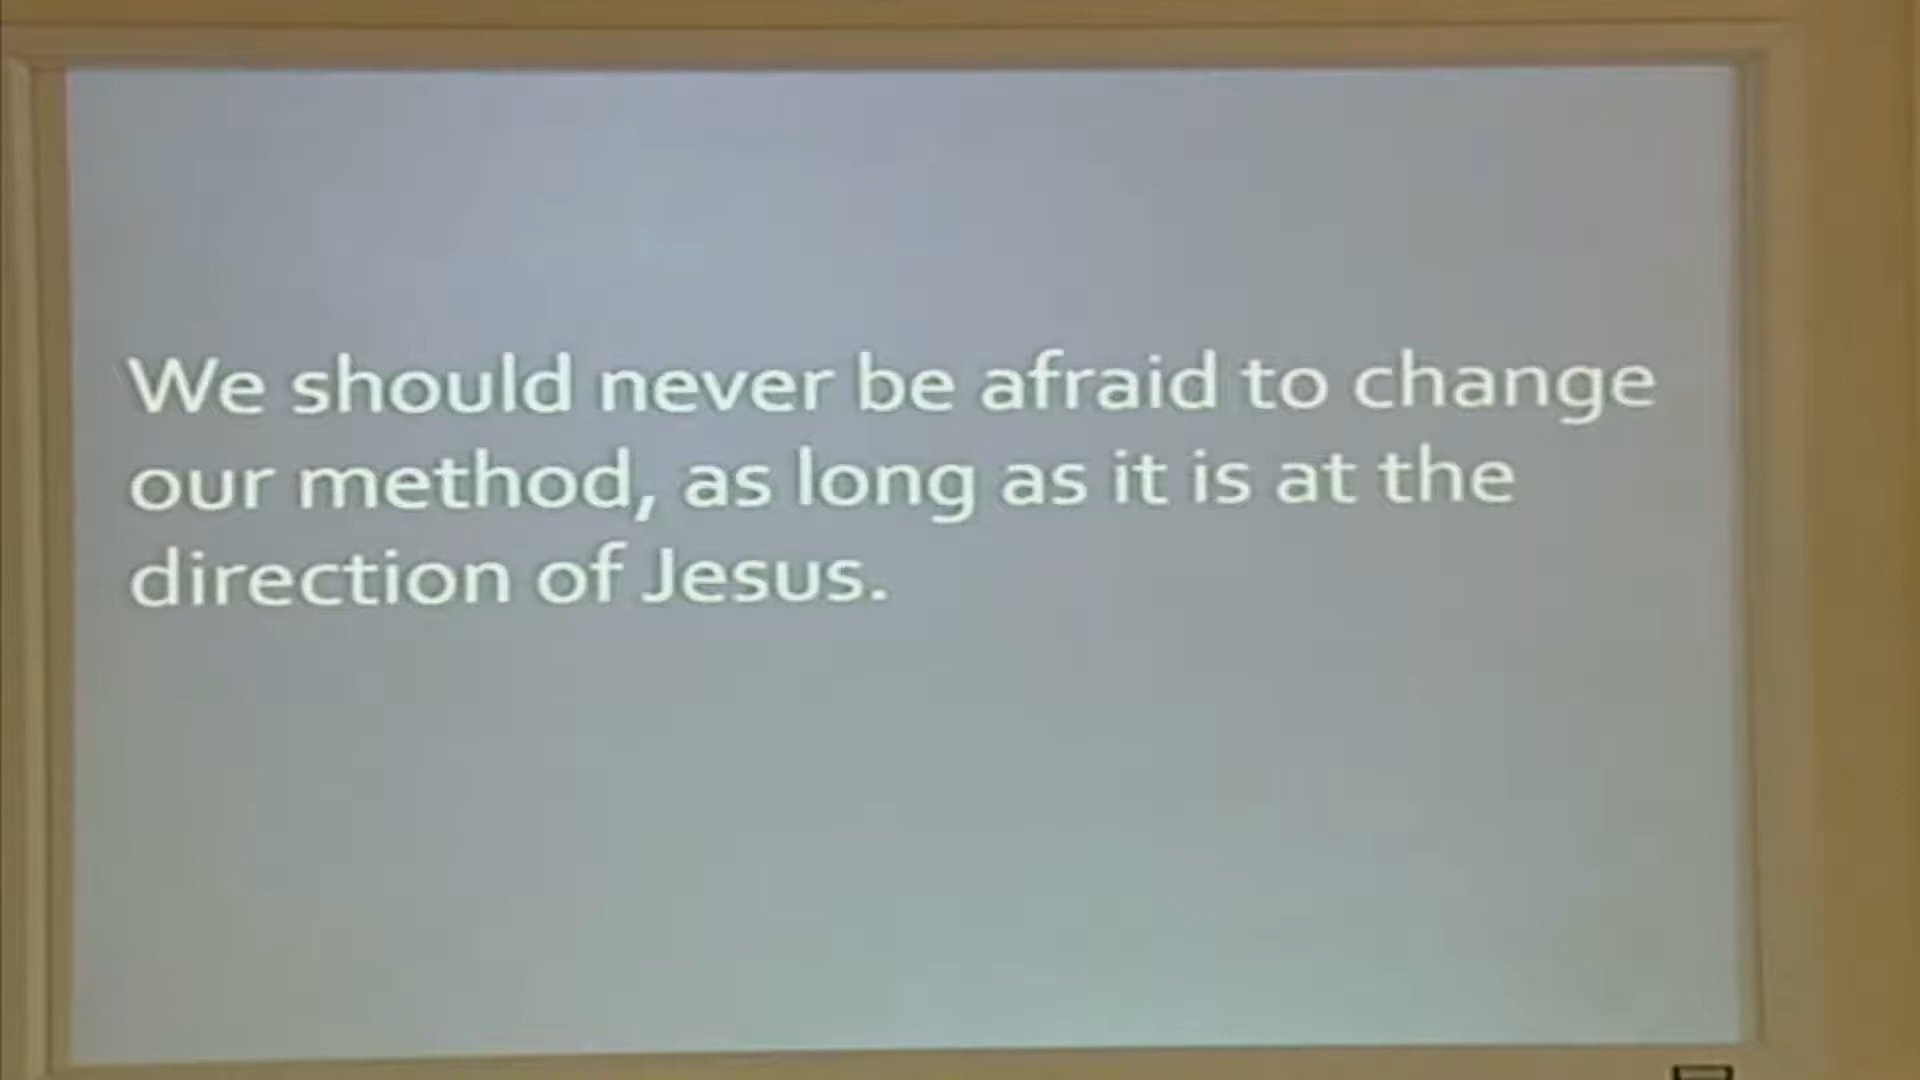 We should never be afraid to change
our method, as long as it is at the
direction of Jesus.